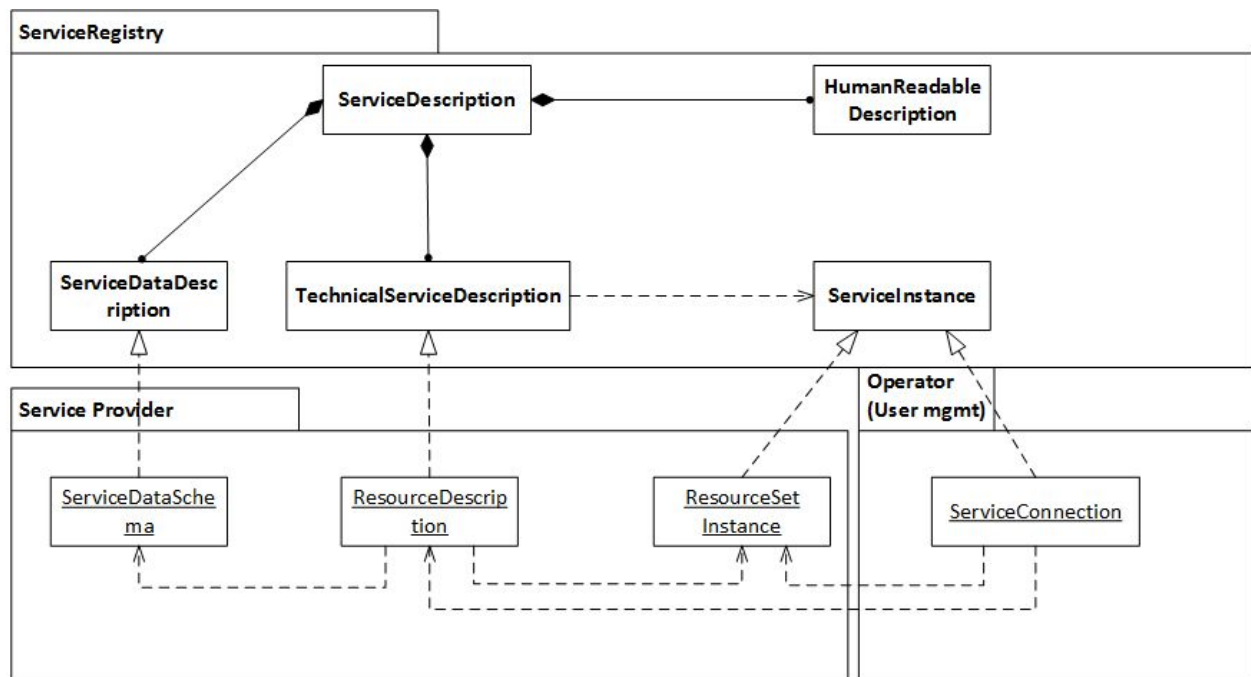 ServiceRegistry
ServiceDescription
HumanReadable
Description
ServiceDataDesc
ription
TechnicalServiceDescription
ServiceInstance
Service Provider
Operator
(User mgmt)
ServiceDataSche
ma
ResourceDescrip
tion
ResourceSet
Instance
ServiceConnection